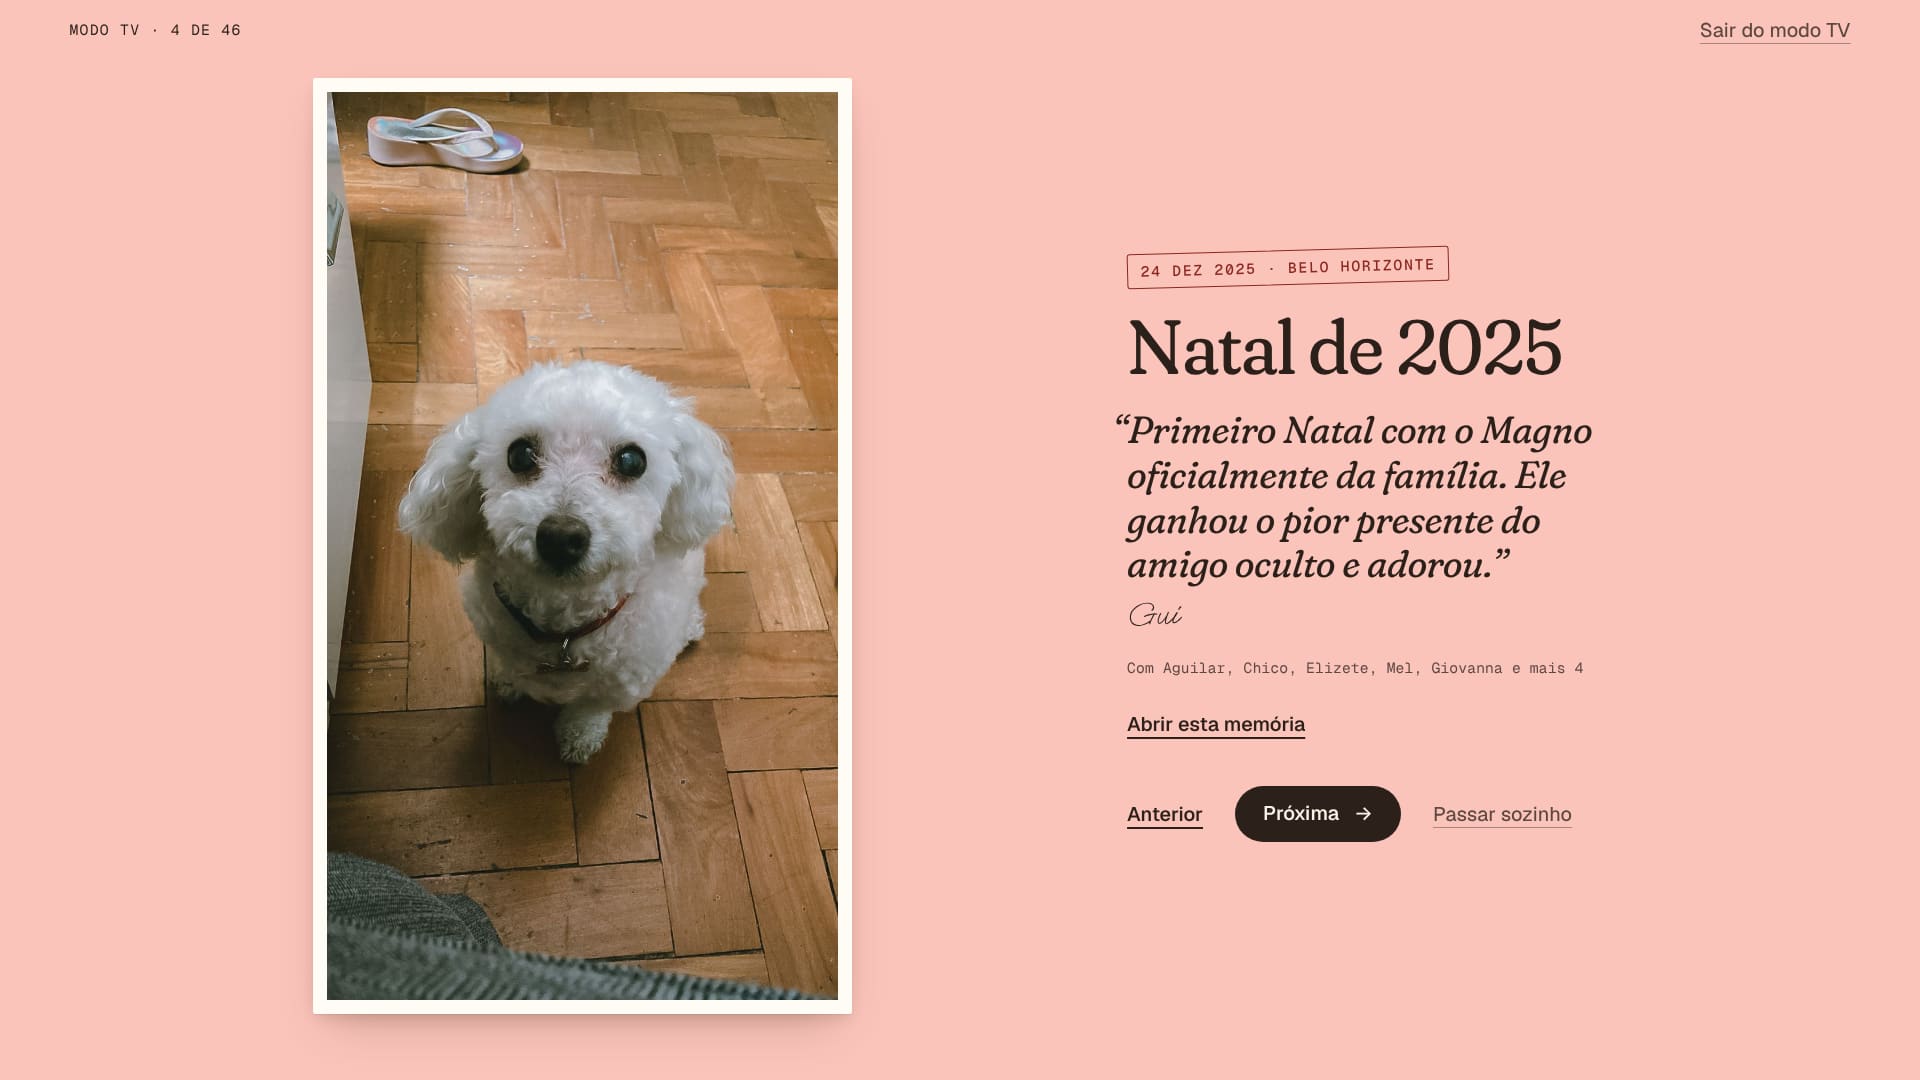 MODO TV · 4 DE 46
Sair do modo TV
24 DEZ 2025 · BELO HORIZONTE
Natal de 2025
“Primeiro Natal com o Magno
oficialmente da família. Ele
ganhou o pior presente do
amigo oculto e adorou.”
Gui
Com Aguilar, Chico, Elizete, Mel, Giovanna e mais 4
Abrir esta memória
Anterior
Próxima →
Passar sozinho